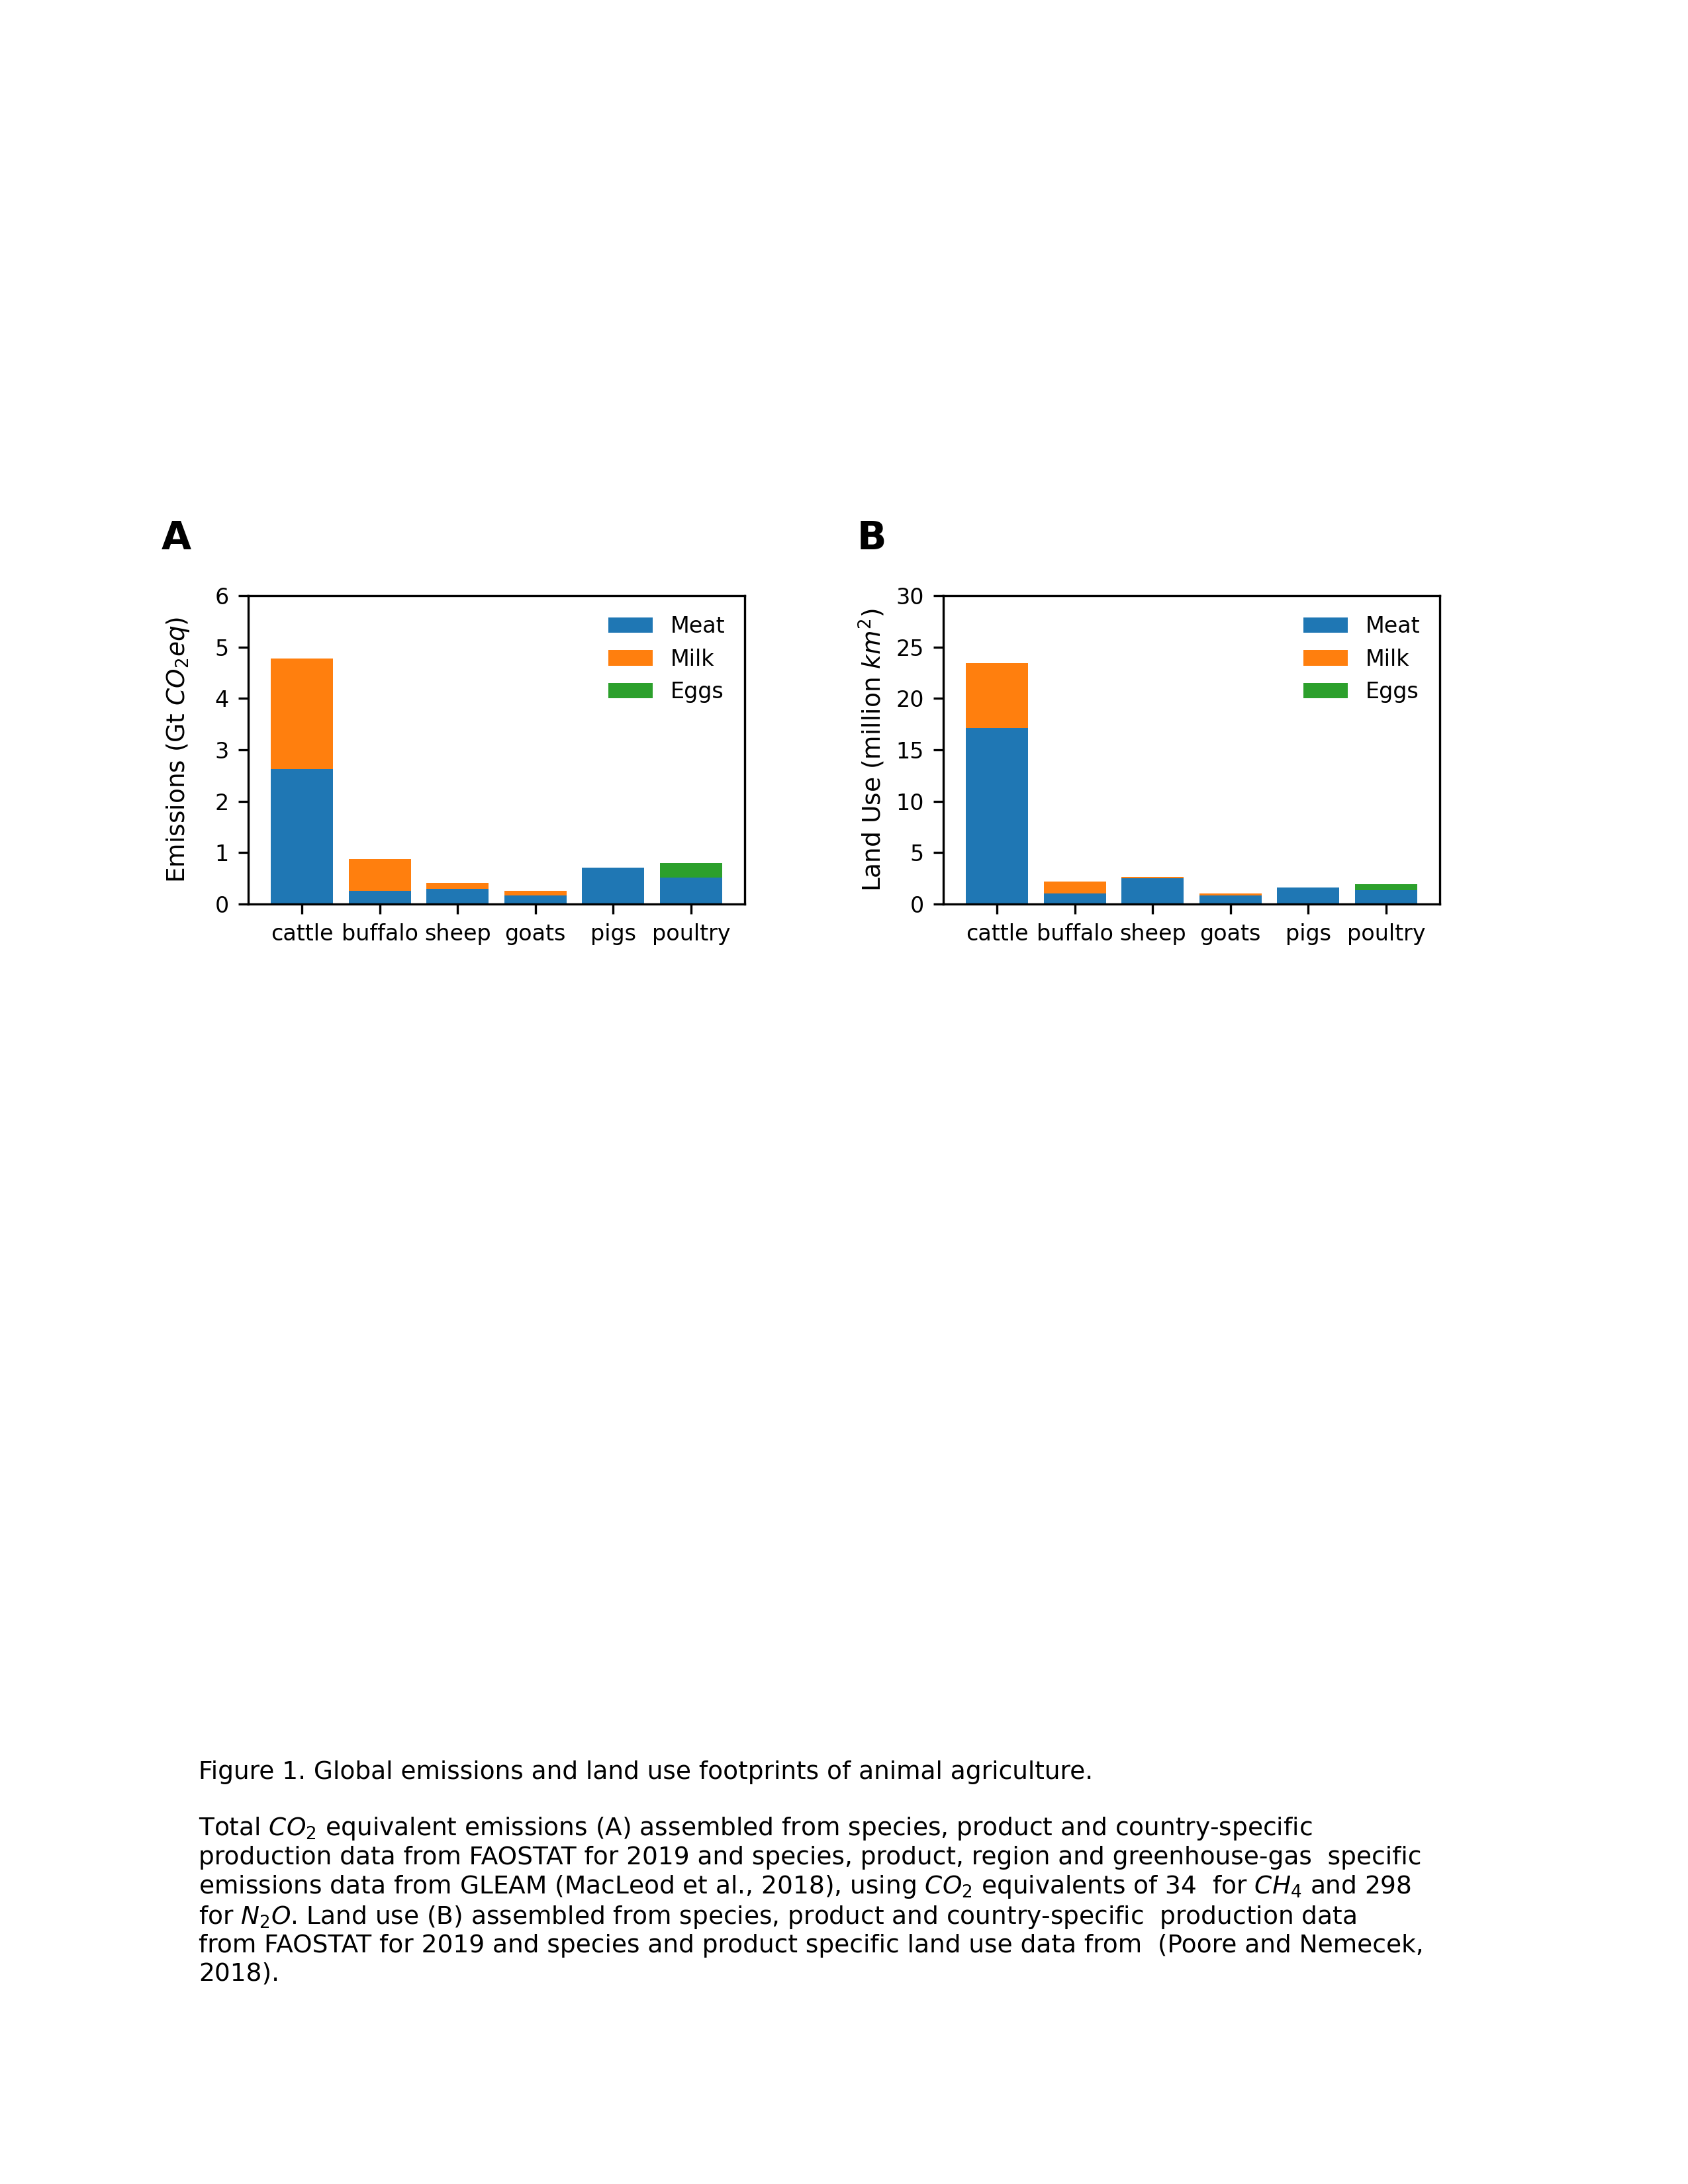 A
6
5
4
3
2
1
0
Emissions (Gt CO₂eq)
Meat
Milk
Eggs
cattle buffalo sheep goats pigs poultry
B
30
25
20
15
10
5
0
Land Use (million km²)
Meat
Milk
Eggs
cattle buffalo sheep goats pigs poultry
Figure 1. Global emissions and land use footprints of animal agriculture.
Total CO₂ equivalent emissions (A) assembled from species, product and country-specific
production data from FAOSTAT for 2019 and species, product, region and greenhouse-gas specific
emissions data from GLEAM (MacLeod et al., 2018), using CO₂ equivalents of 34 for CH₄ and 298
for N₂O. Land use (B) assembled from species, product and country-specific production data
from FAOSTAT for 2019 and species and product specific land use data from (Poore and Nemecek,
2018).